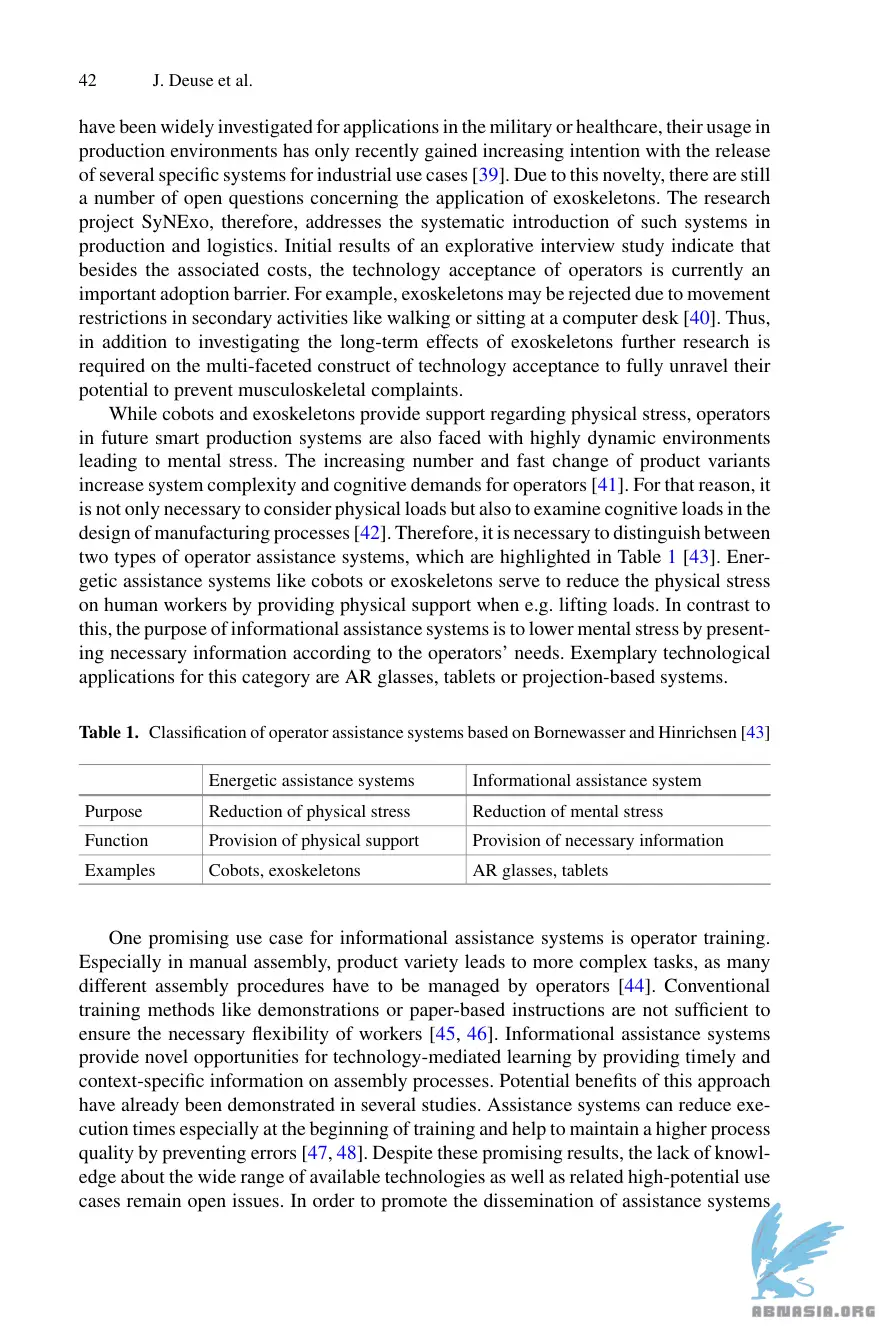 42 J. Deuse et al.
have been widely investigated for applications in the military or healthcare, their usage in
production environments has only recently gained increasing intention with the release
of several specific systems for industrial use cases [39]. Due to this novelty, there are still
a number of open questions concerning the application of exoskeletons. The research
project SyNExo, therefore, addresses the systematic introduction of such systems in
production and logistics. Initial results of an explorative interview study indicate that
besides the associated costs, the technology acceptance of operators is currently an
important adoption barrier. For example, exoskeletons may be rejected due to movement
restrictions in secondary activities like walking or sitting at a computer desk [40]. Thus,
in addition to investigating the long-term effects of exoskeletons further research is
required on the multi-faceted construct of technology acceptance to fully unravel their
potential to prevent musculoskeletal complaints.
While cobots and exoskeletons provide support regarding physical stress, operators
in future smart production systems are also faced with highly dynamic environments
leading to mental stress. The increasing number and fast change of product variants
increase system complexity and cognitive demands for operators [41]. For that reason, it
is not only necessary to consider physical loads but also to examine cognitive loads in the
design of manufacturing processes [42]. Therefore, it is necessary to distinguish between
two types of operator assistance systems, which are highlighted in Table 1 [43]. Ener-
getic assistance systems like cobots or exoskeletons serve to reduce the physical stress
on human workers by providing physical support when e.g. lifting loads. In contrast to
this, the purpose of informational assistance systems is to lower mental stress by present-
ing necessary information according to the operators' needs. Exemplary technological
applications for this category are AR glasses, tablets or projection-based systems.
Table 1. Classification of operator assistance systems based on Bornewasser and Hinrichsen [43]
Energetic assistance systems Informational assistance system
Purpose Reduction of physical stress Reduction of mental stress
Function Provision of physical support Provision of necessary information
Examples Cobots, exoskeletons AR glasses, tablets
One promising use case for informational assistance systems is operator training.
Especially in manual assembly, product variety leads to more complex tasks, as many
different assembly procedures have to be managed by operators [44]. Conventional
training methods like demonstrations or paper-based instructions are not sufficient to
ensure the necessary flexibility of workers [45, 46]. Informational assistance systems
provide novel opportunities for technology-mediated learning by providing timely and
context-specific information on assembly processes. Potential benefits of this approach
have already been demonstrated in several studies. Assistance systems can reduce exe-
cution times especially at the beginning of training and help to maintain a higher process
quality by preventing errors [47, 48]. Despite these promising results, the lack of knowl-
edge about the wide range of available technologies as well as related high-potential use
cases remain open issues. In order to promote the dissemination of assistance systems
ABNASIA.ORG